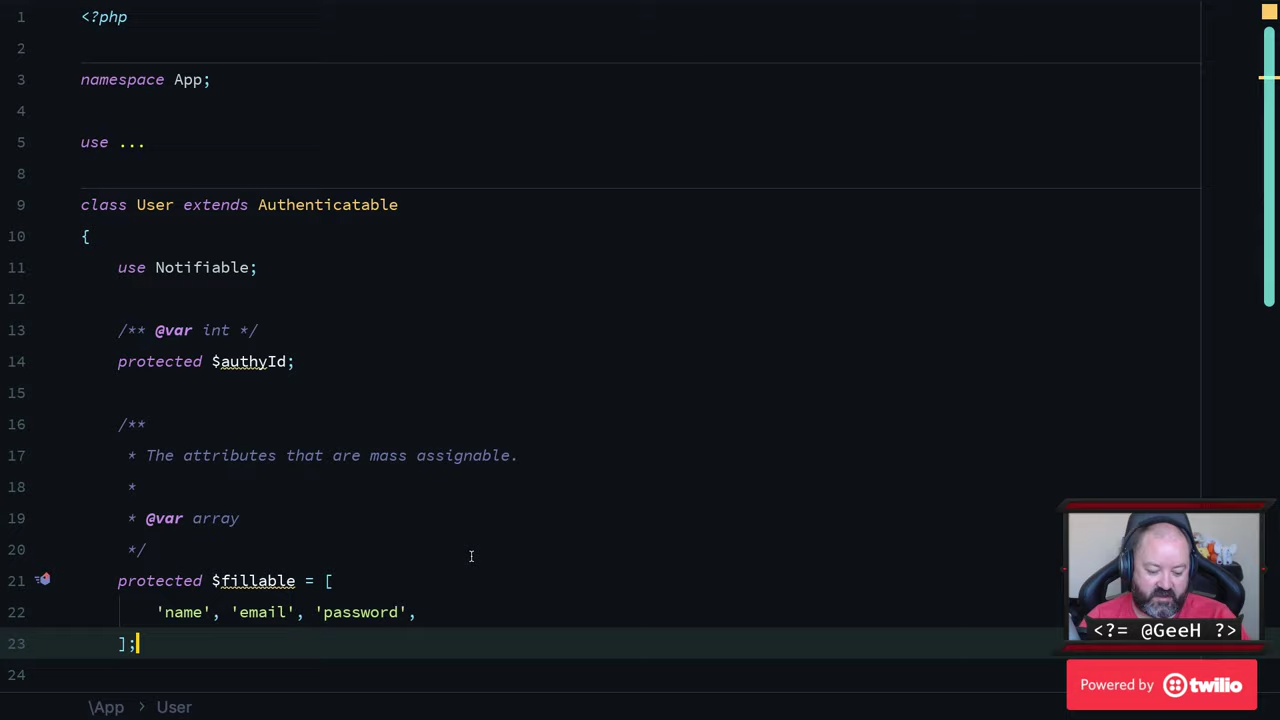 1 <?php
2
3 namespace App;
4
5 use ...
8
9 class User extends Authenticatable
10 {
11 use Notifiable;
12
13 /** @var int */
14 protected $authyId;
15
16 /**
17 * The attributes that are mass assignable.
18 *
19 * @var array
20 */
21 protected $fillable = [
22 'name', 'email', 'password',
23 ];
24
\App > User
<?= @GeeH ?>
Powered by twilio